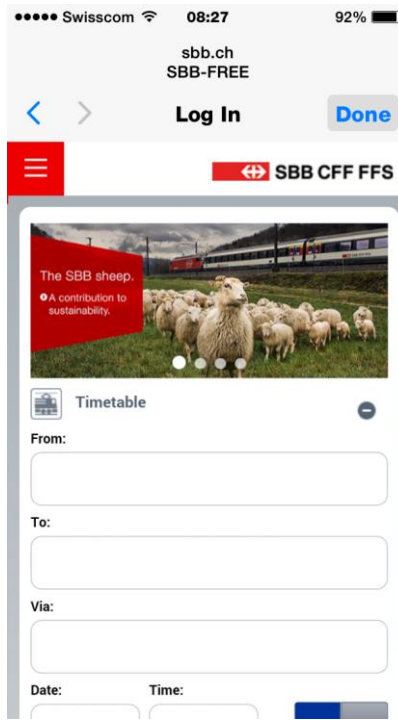 Swisscom 08:27 92%
sbb.ch
SBB-FREE
Log In Done
SBB CFF FFS
The SBB sheep.
A contribution to
sustainability.
Timetable
From:
To:
Via:
Date: Time: